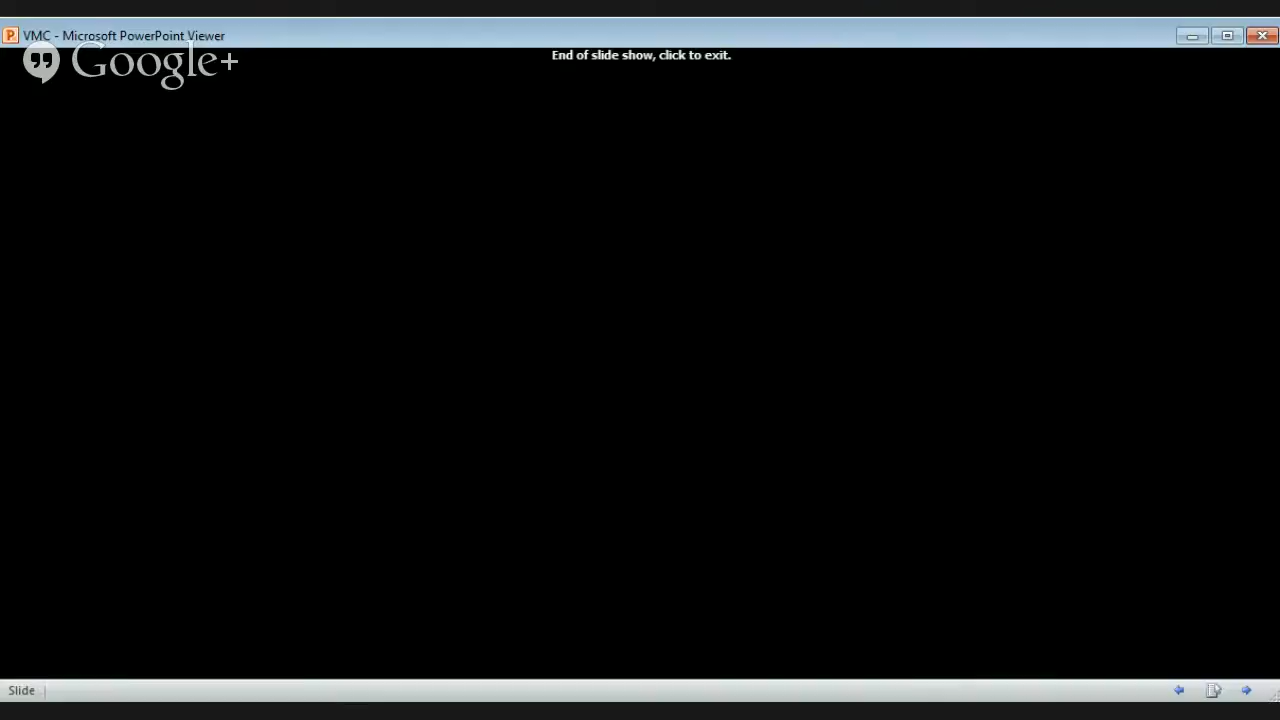 VMC - Microsoft PowerPoint Viewer
Google+
End of slide show, click to exit.
Slide